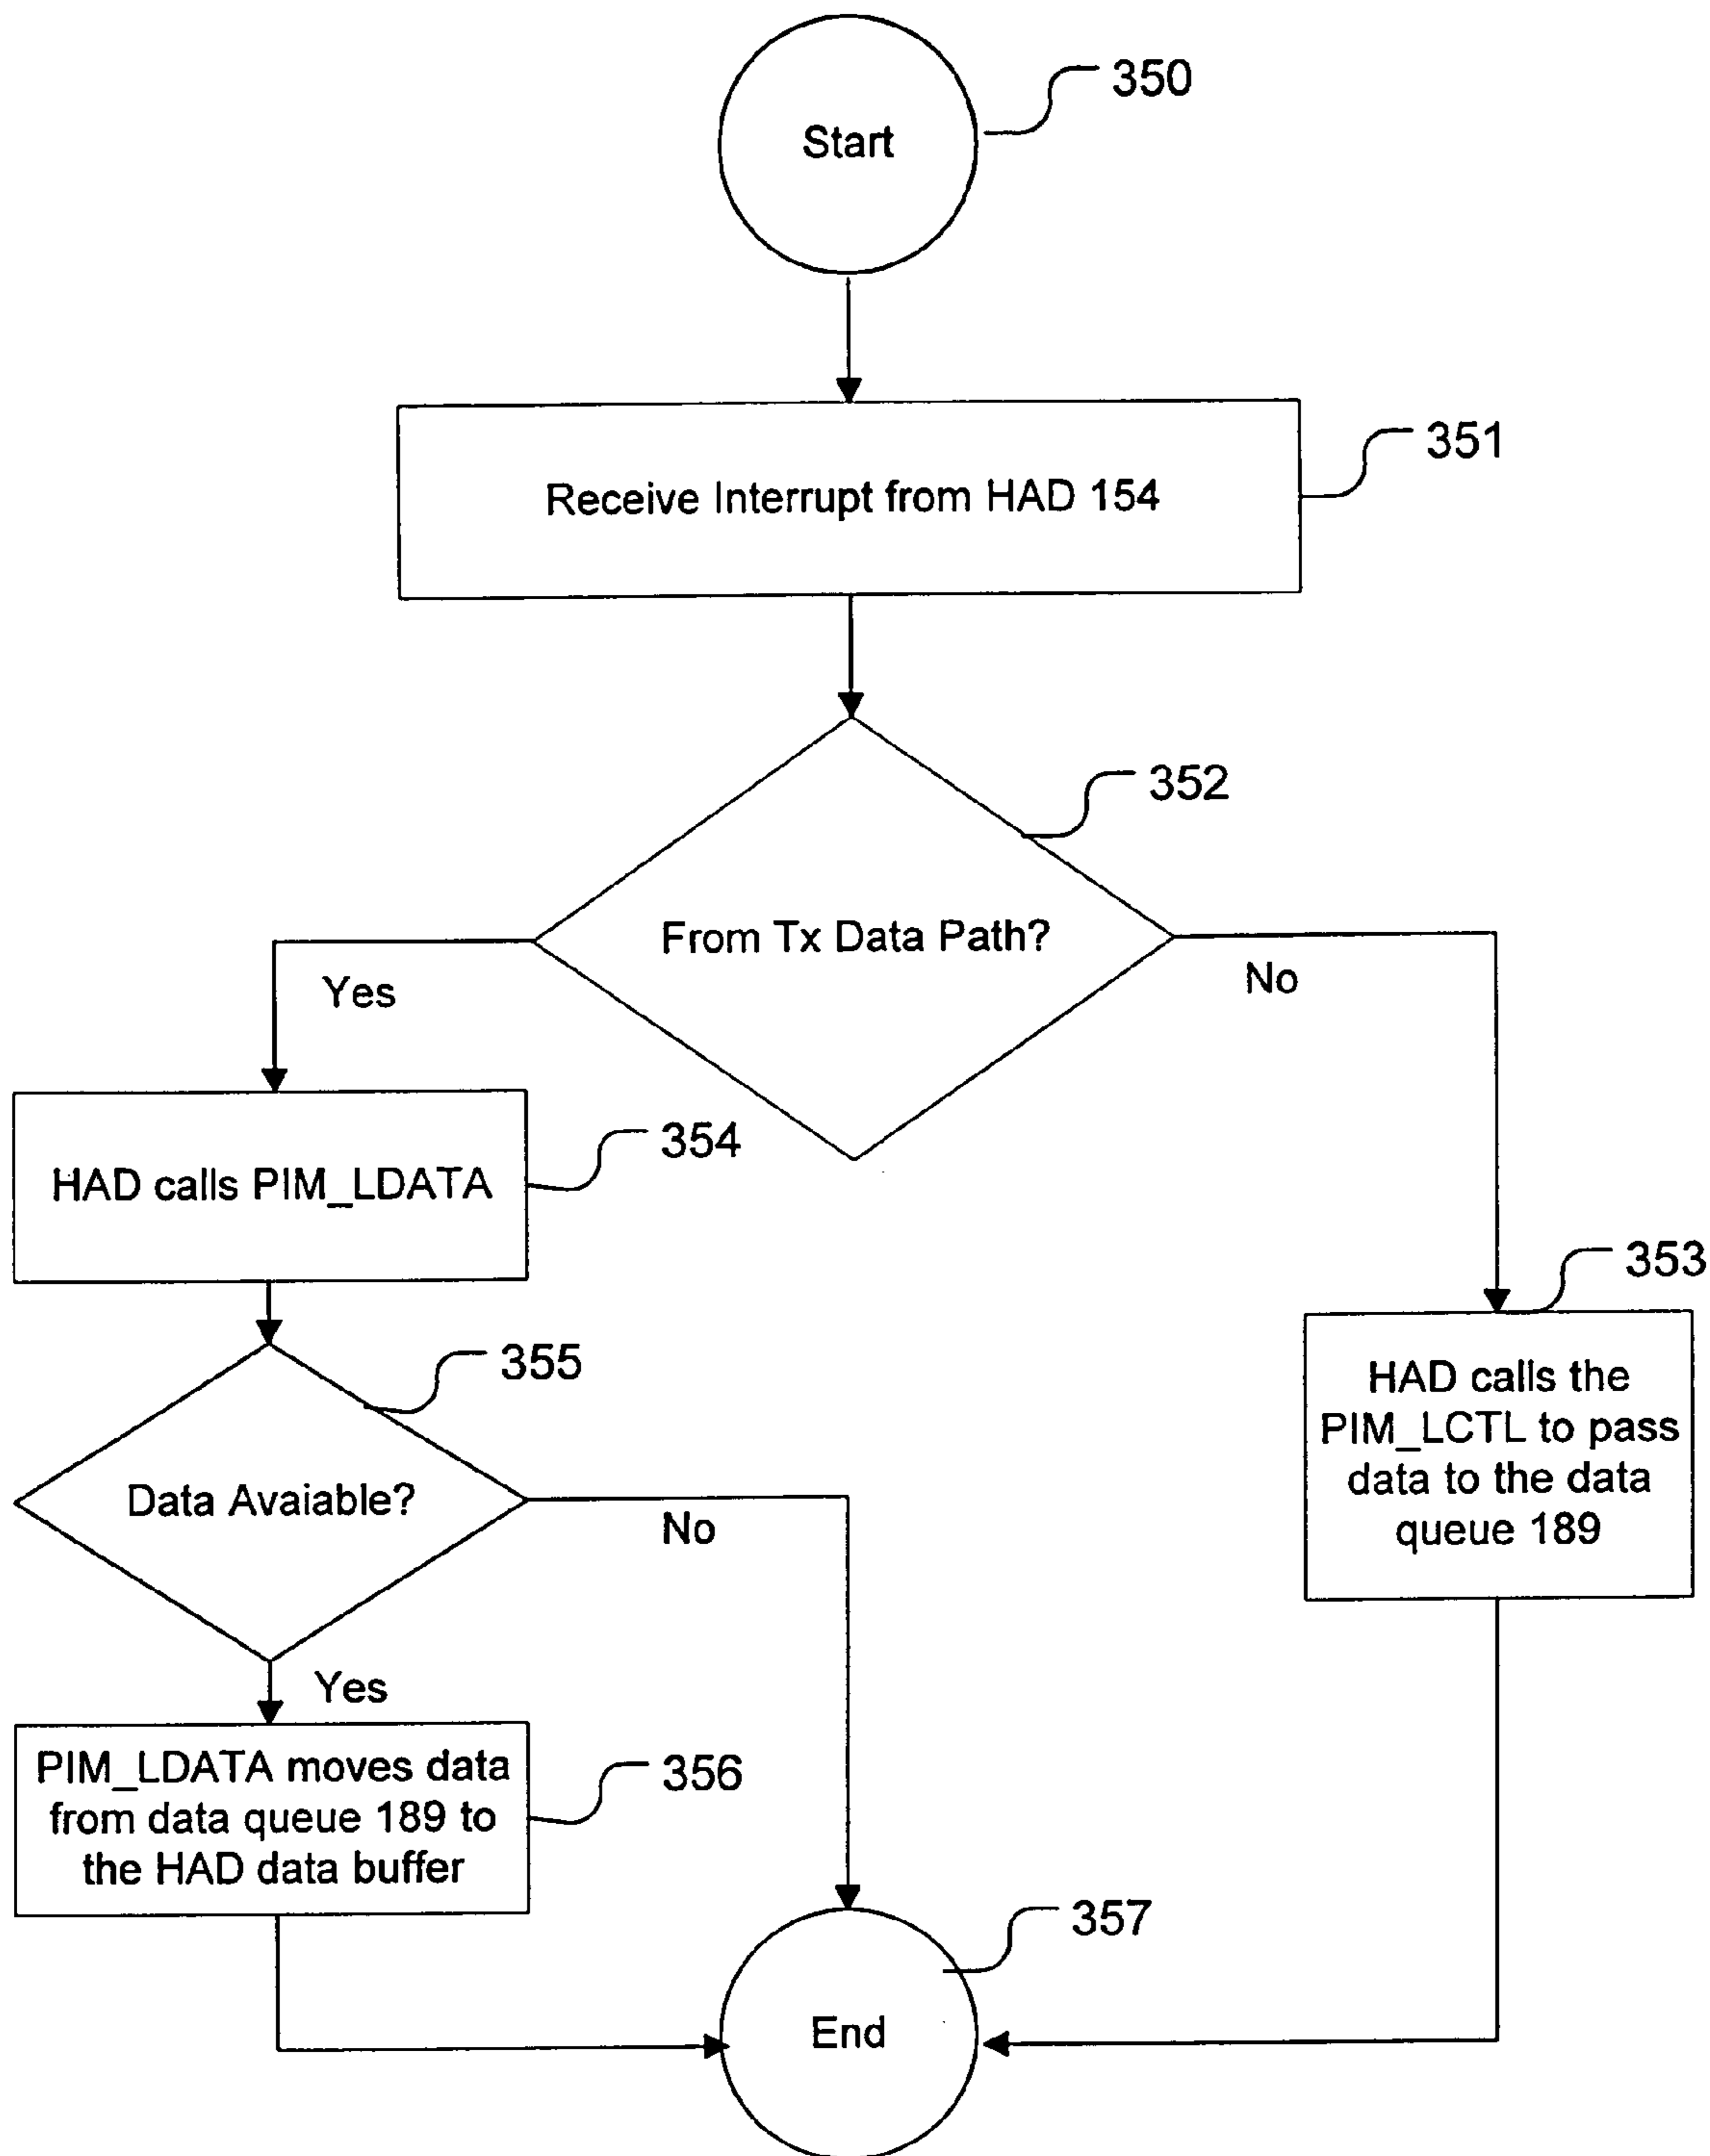 350
Start
351
Receive Interrupt from HAD 154
352
From Tx Data Path?
Yes
No
354
HAD calls PIM_LDATA
353
HAD calls the
PIM_LCTL to pass
data to the data
queue 189
355
Data Avaiable?
No
Yes
PIM_LDATA moves data
from data queue 189 to
the HAD data buffer
356
357
End